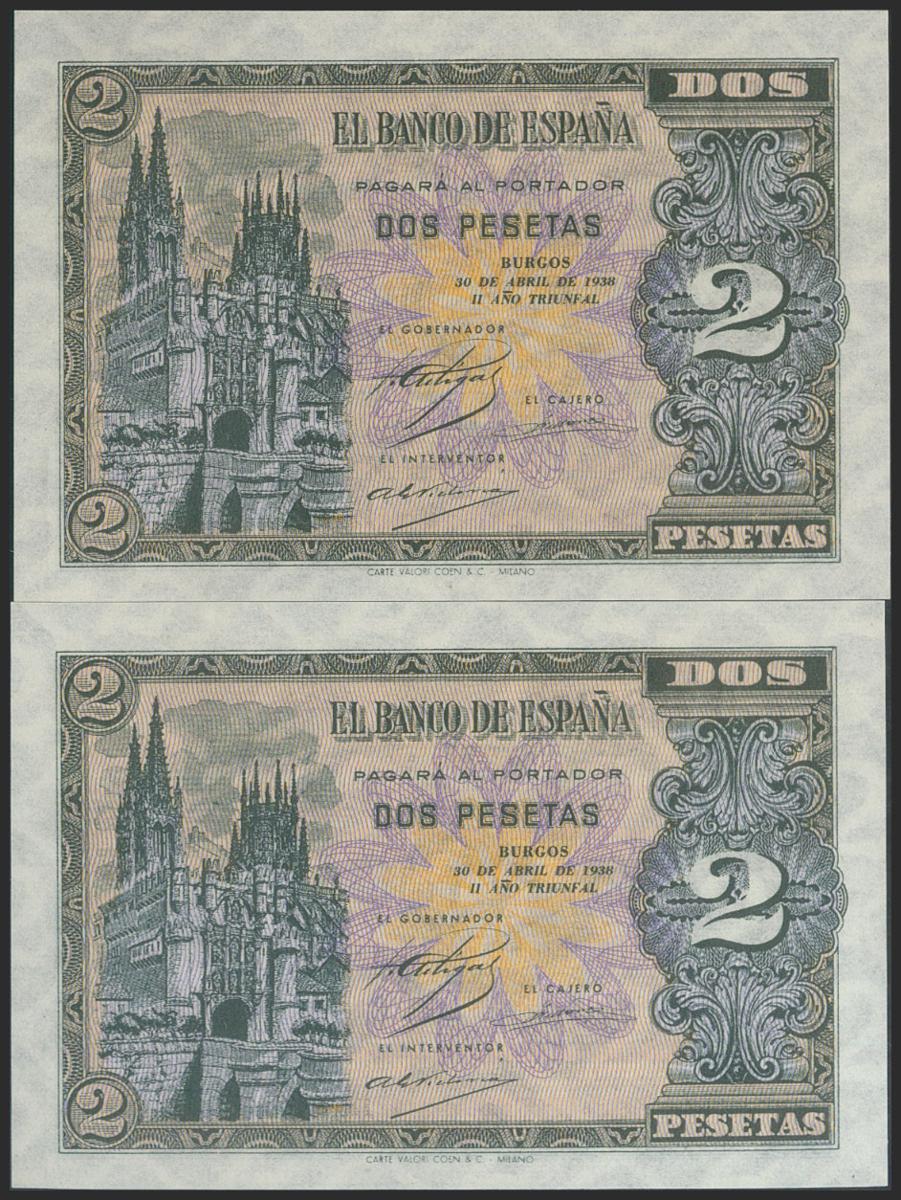 2
DOS
EL BANCO DE ESPAÑA
PAGARÁ AL PORTADOR
DOS PESETAS
BURGOS
30 DE ABRIL DE 1938
II AÑO TRIUNFAL
2
EL GOBERNADOR
EL CAJERO
EL INTERVENTOR
2
PESETAS
CARTE VALORI COEN & C. - MILANO
2
DOS
EL BANCO DE ESPAÑA
PAGARÁ AL PORTADOR
DOS PESETAS
BURGOS
30 DE ABRIL DE 1938
II AÑO TRIUNFAL
2
EL GOBERNADOR
EL CAJERO
EL INTERVENTOR
2
PESETAS
CARTE VALORI COEN & C. - MILANO